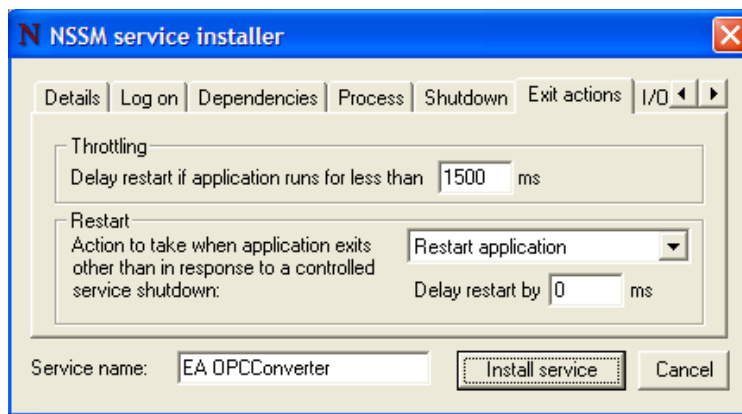 N NSSM service installer
Details Log on Dependencies Process Shutdown Exit actions I/O
Throttling
Delay restart if application runs for less than 1500 ms
Restart
Action to take when application exits
other than in response to a controlled
service shutdown:
Restart application
Delay restart by 0 ms
Service name: EA OPCConverter Install service Cancel